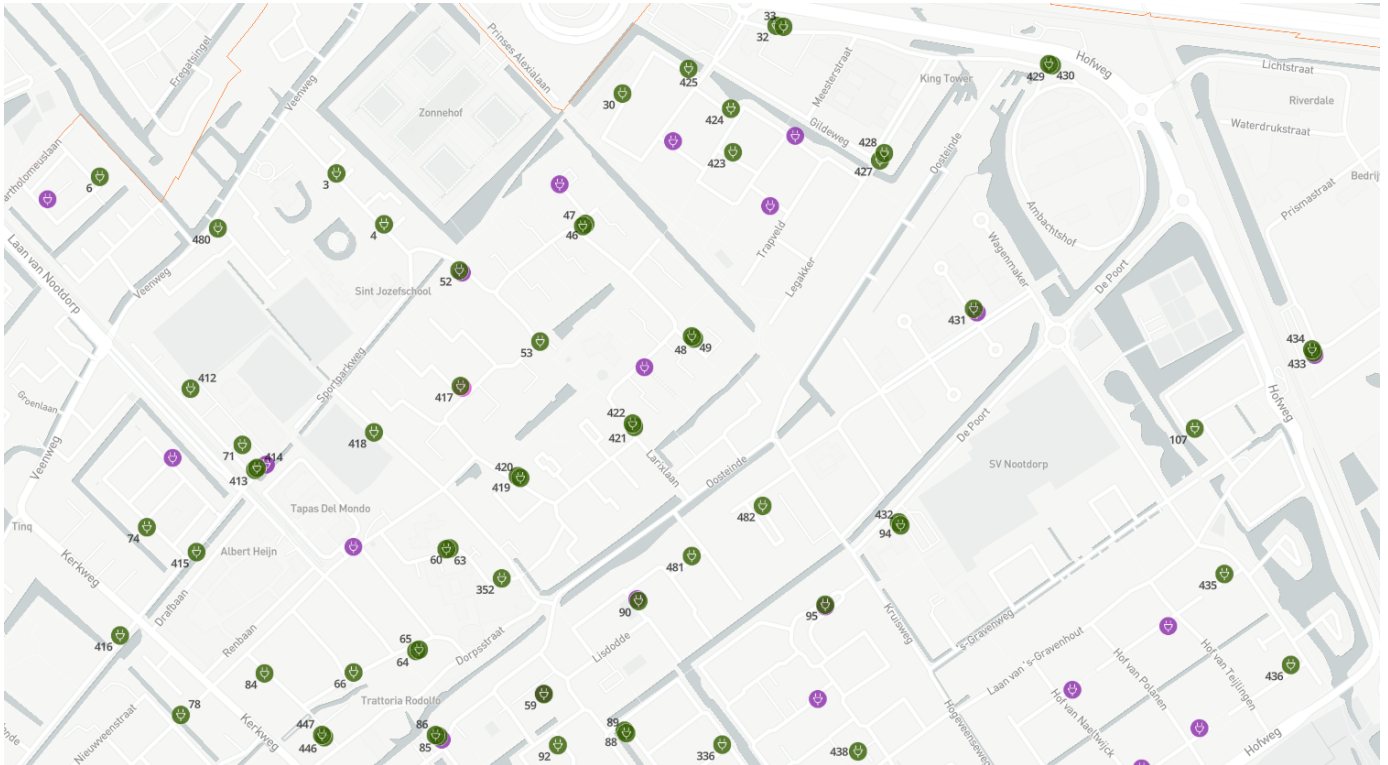 33
32
Prinses Alexialaan
Fregatsingel
Veenweg
Hofweg
429
430
Lichtstraat
King Tower
Meesterstraat
425
30
Riverdale
Zonnehof
424
Gildeweg
Waterdrukstraat
428
427
423
Oosteinde
artholomeuslaan
6
3
Bedrij
Prismastraat
47
46
4
480
Ambachtshof
Trapveld
Wagenmaker
Laan van Nootdorp
Veenweg
52
Sint Jozefschool
Legakker
De Poort
431
434
433
53
48
49
Sportparkweg
412
417
Groenlaan
Hofweg
422
421
418
De Poort
107
71
414
413
Veenweg
420
419
Larixlaan
Oosteinde
SV Nootdorp
Tapas Del Mondo
482
432
94
Tinq
74
Albert Heijn
415
60
63
481
Kerkweg
352
435
Drafbaan
90
95
Kruisweg
's-Gravenweg
416
Renbaan
65
64
Dorpsstraat
Lisdodde
Laan van 's-Gravenhout
Hof van Polanen
Hof van Teijlingen
436
84
66
Trattoria Rodolfo
59
Hof van Naeltwijck
78
Nieuwveenstraat
Kerkweg
447
446
86
85
89
88
92
336
438
Hogeveenseweg
Hofweg
inde